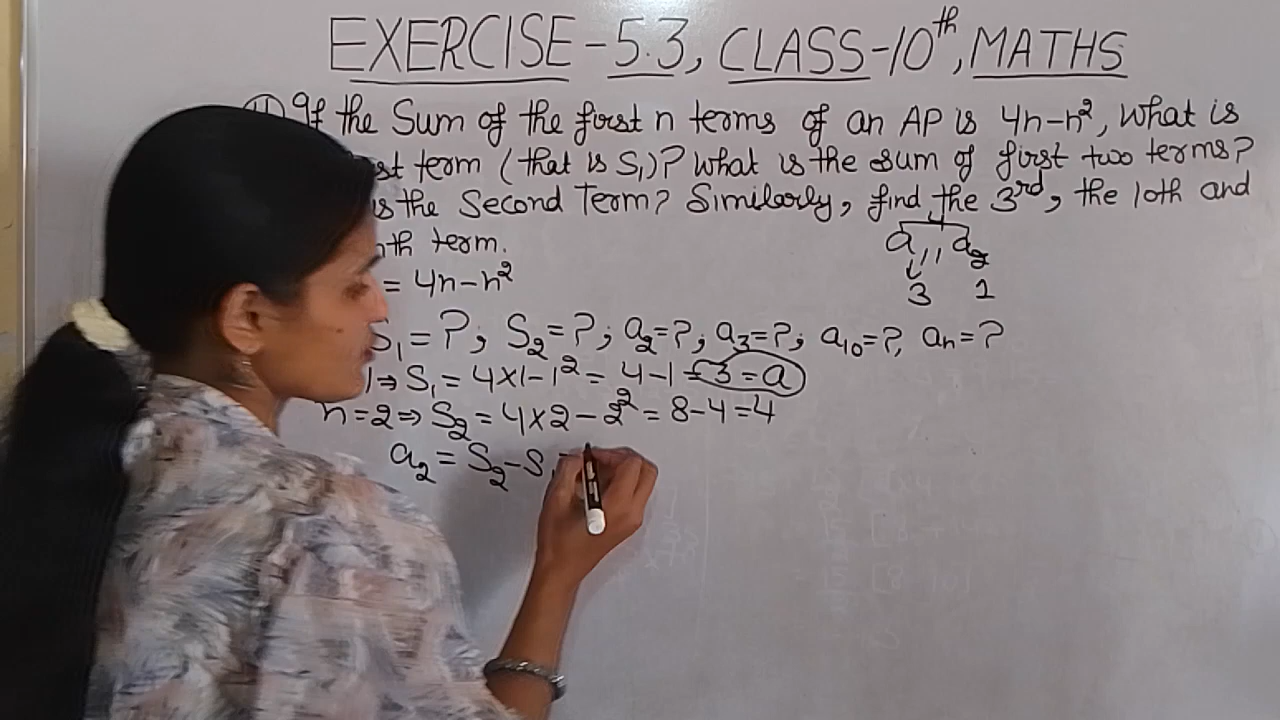 EXERCISE-5.3, CLASS-10th, MATHS
If the Sum of the first n terms of an AP is 4n-n², What is
st term (that is S₁)? What is the sum of first two terms?
is the Second Term? Similarly, find the 3rd, the 10th and
nth term.
a₁, a₂
3 1
= 4n-n²
S₁=?; S₂=?; a₂=?, a₃=?; a₁₀=?, aₙ=?
1⇒ S₁ = 4×1-1² = 4-1 = 3 = a
n=2⇒ S₂ = 4×2-2² = 8-4=4
a₂ = S₂-S₁